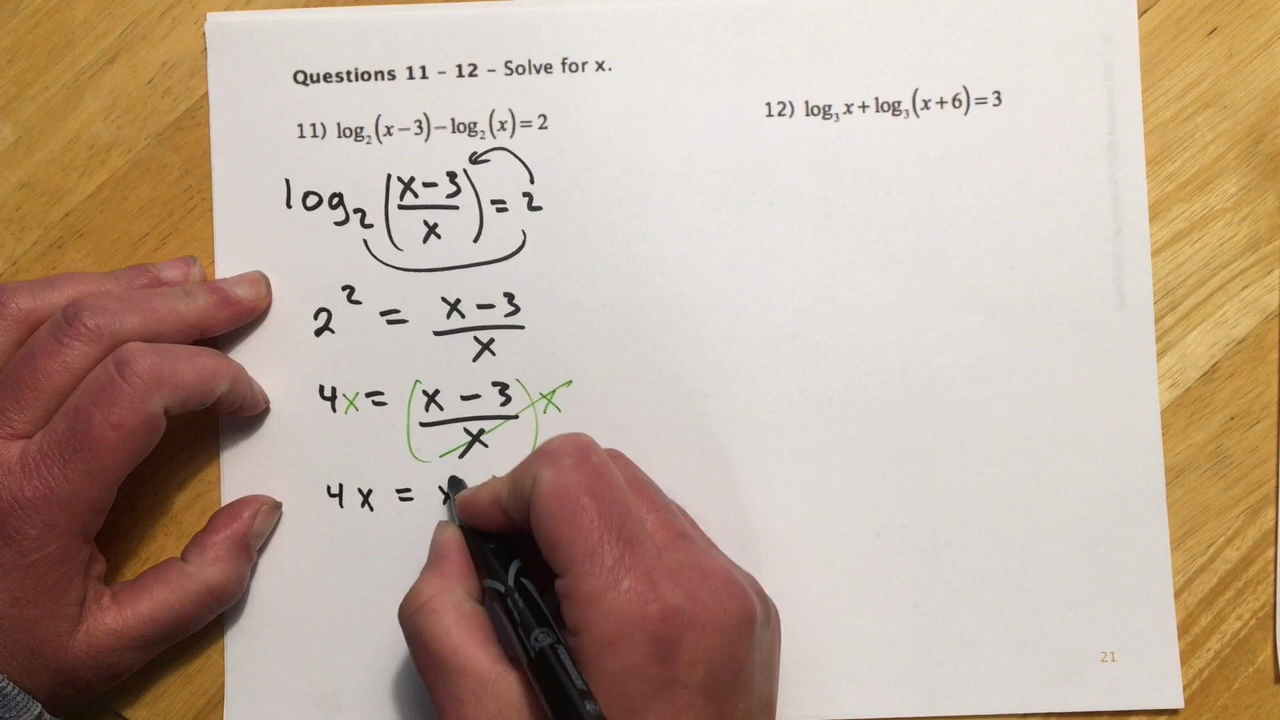 Questions 11 - 12 - Solve for x.
11) log₂(x-3)-log₂(x)=2
12) log₃x+log₃(x+6)=3
log₂((x-3)/x) = 2
2² = (x-3)/x
4x = ((x-3)/x)x
4x = x
21